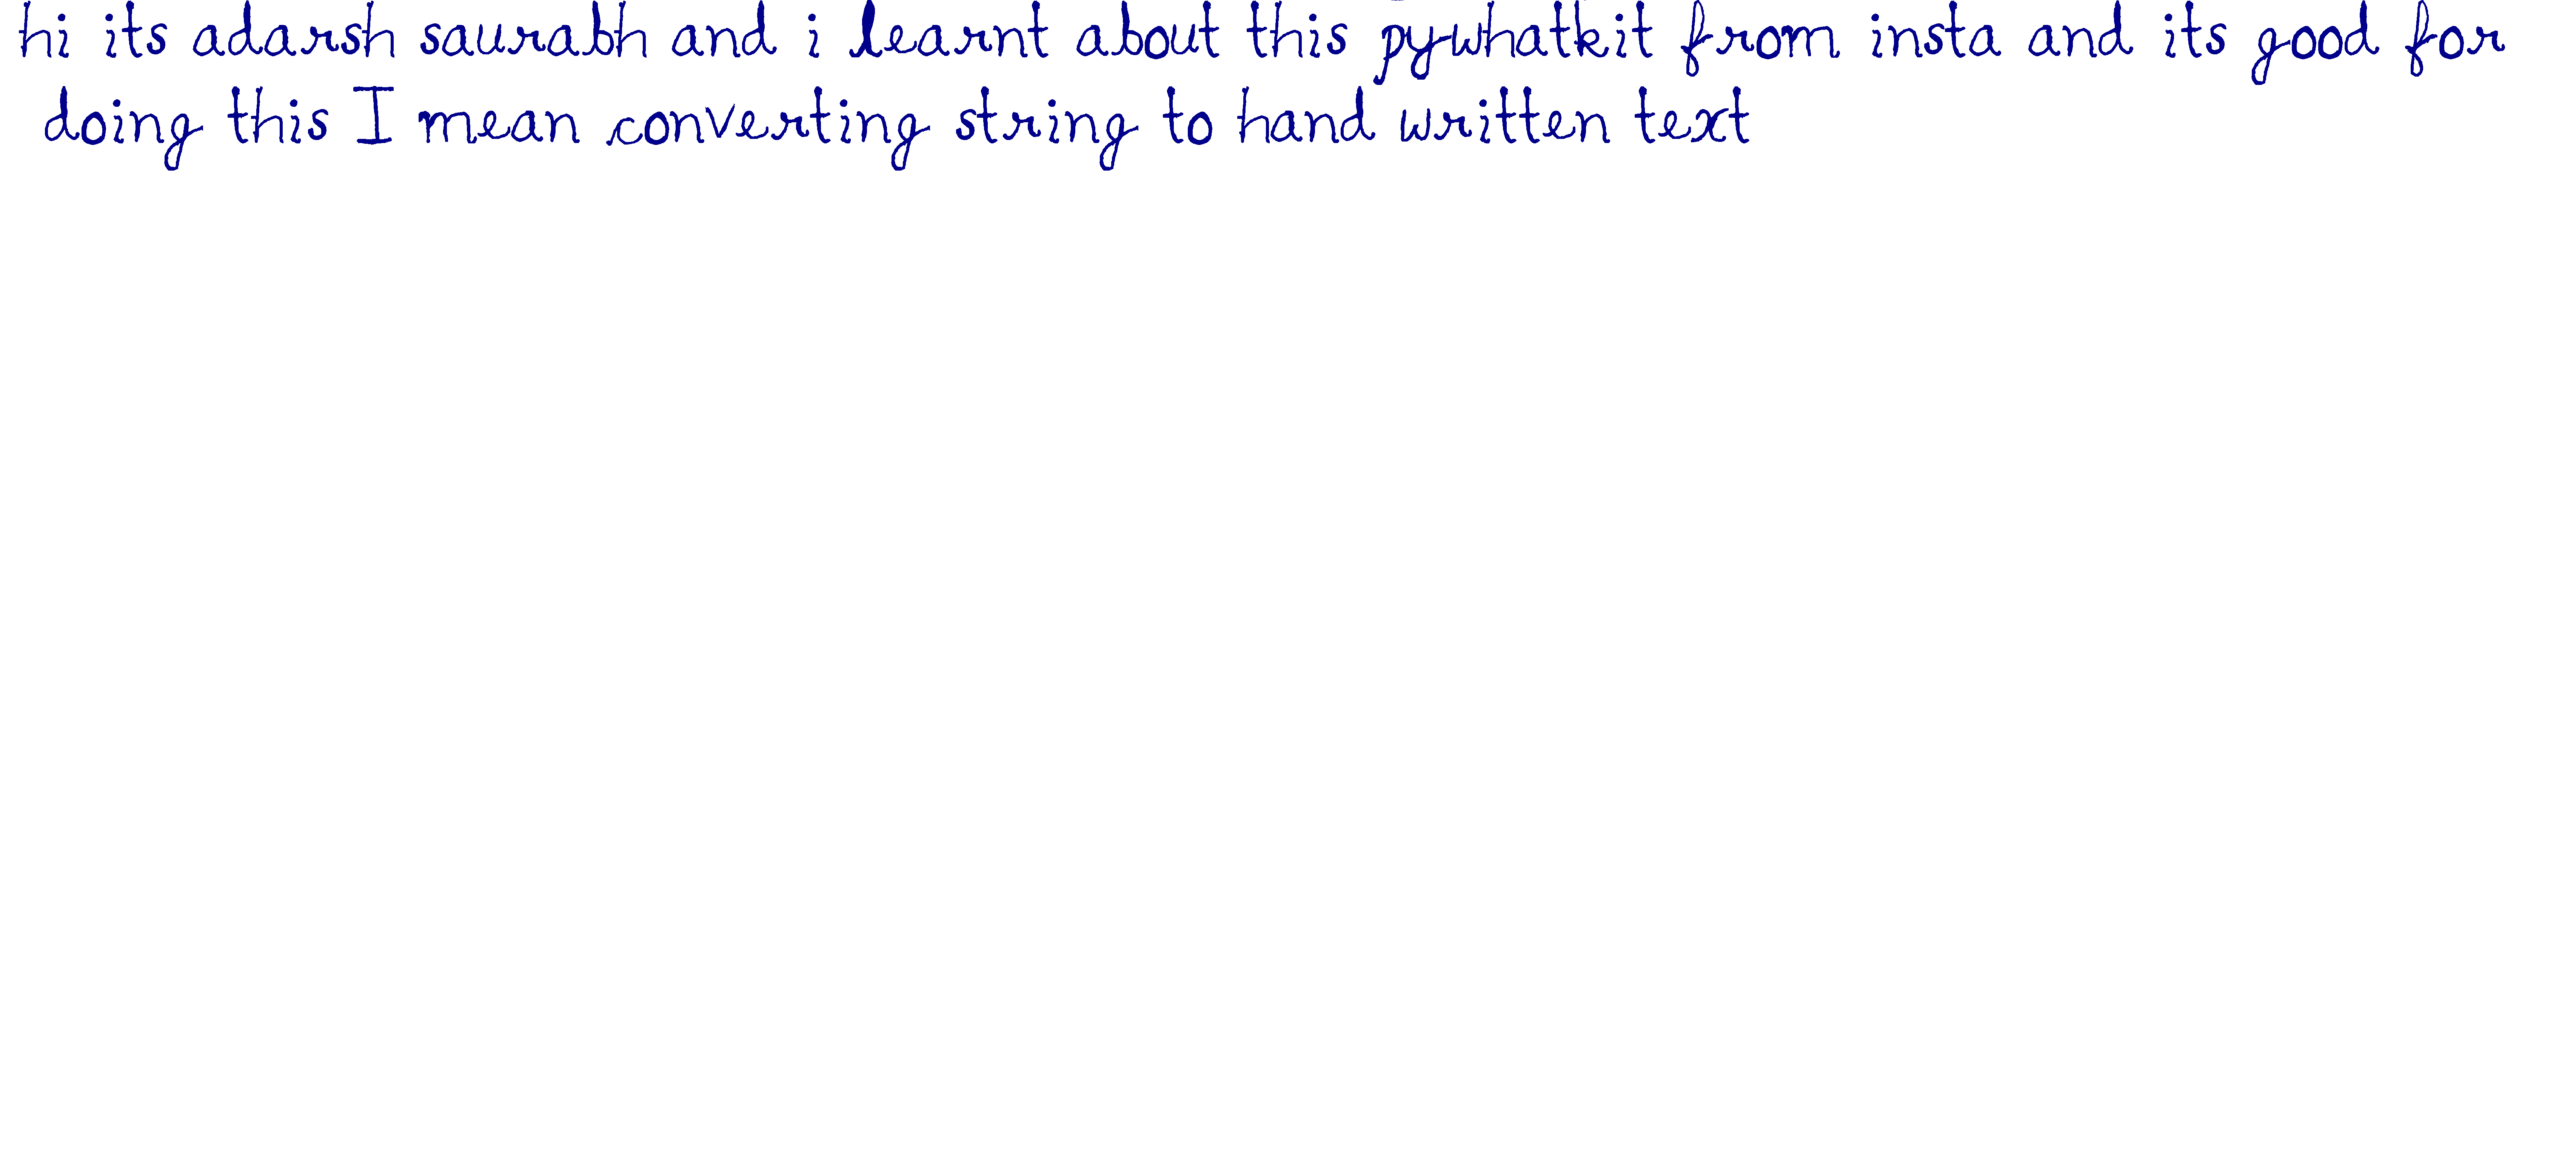 hi its adarsh saurabh and i learnt about this pywhatkit from insta and its good for
doing this I mean converting string to hand written text